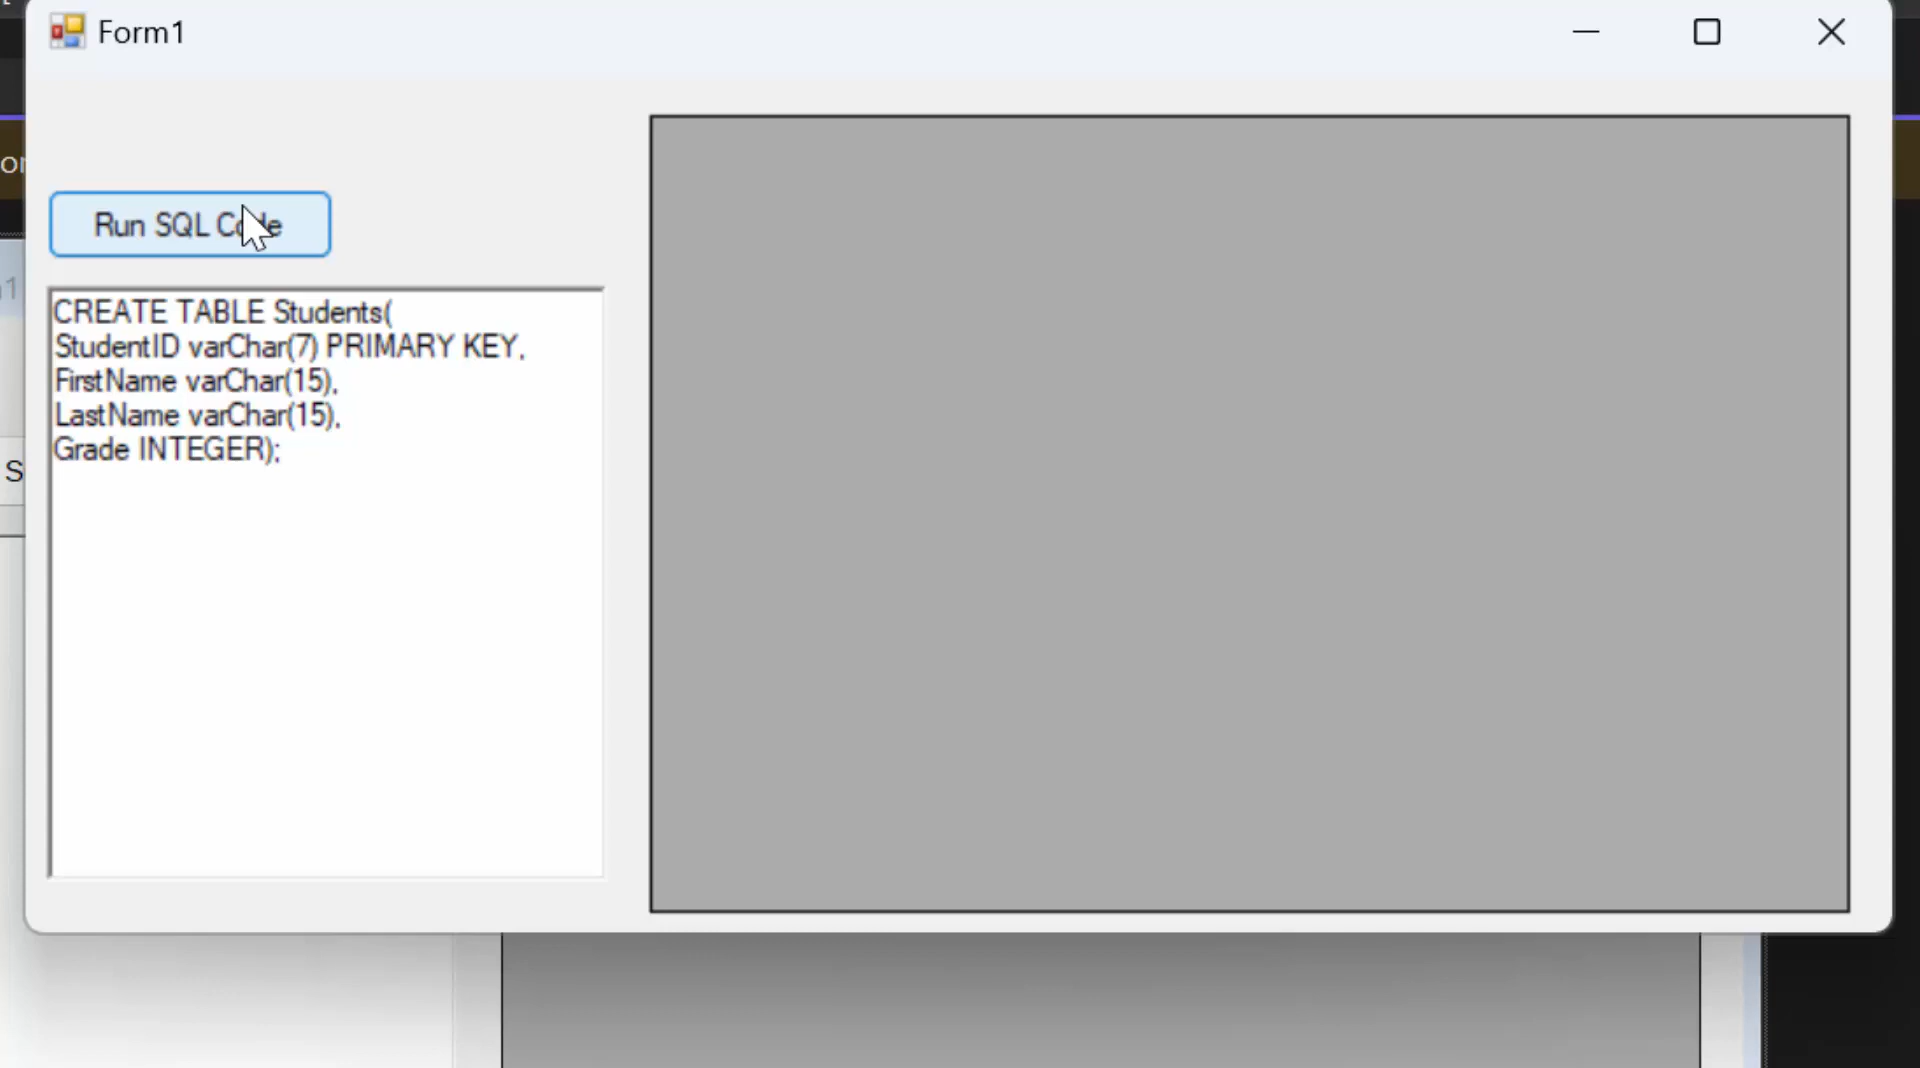 Form1
Run SQL Code
CREATE TABLE Students(
StudentID varChar(7) PRIMARY KEY,
FirstName varChar(15),
LastName varChar(15),
Grade INTEGER);